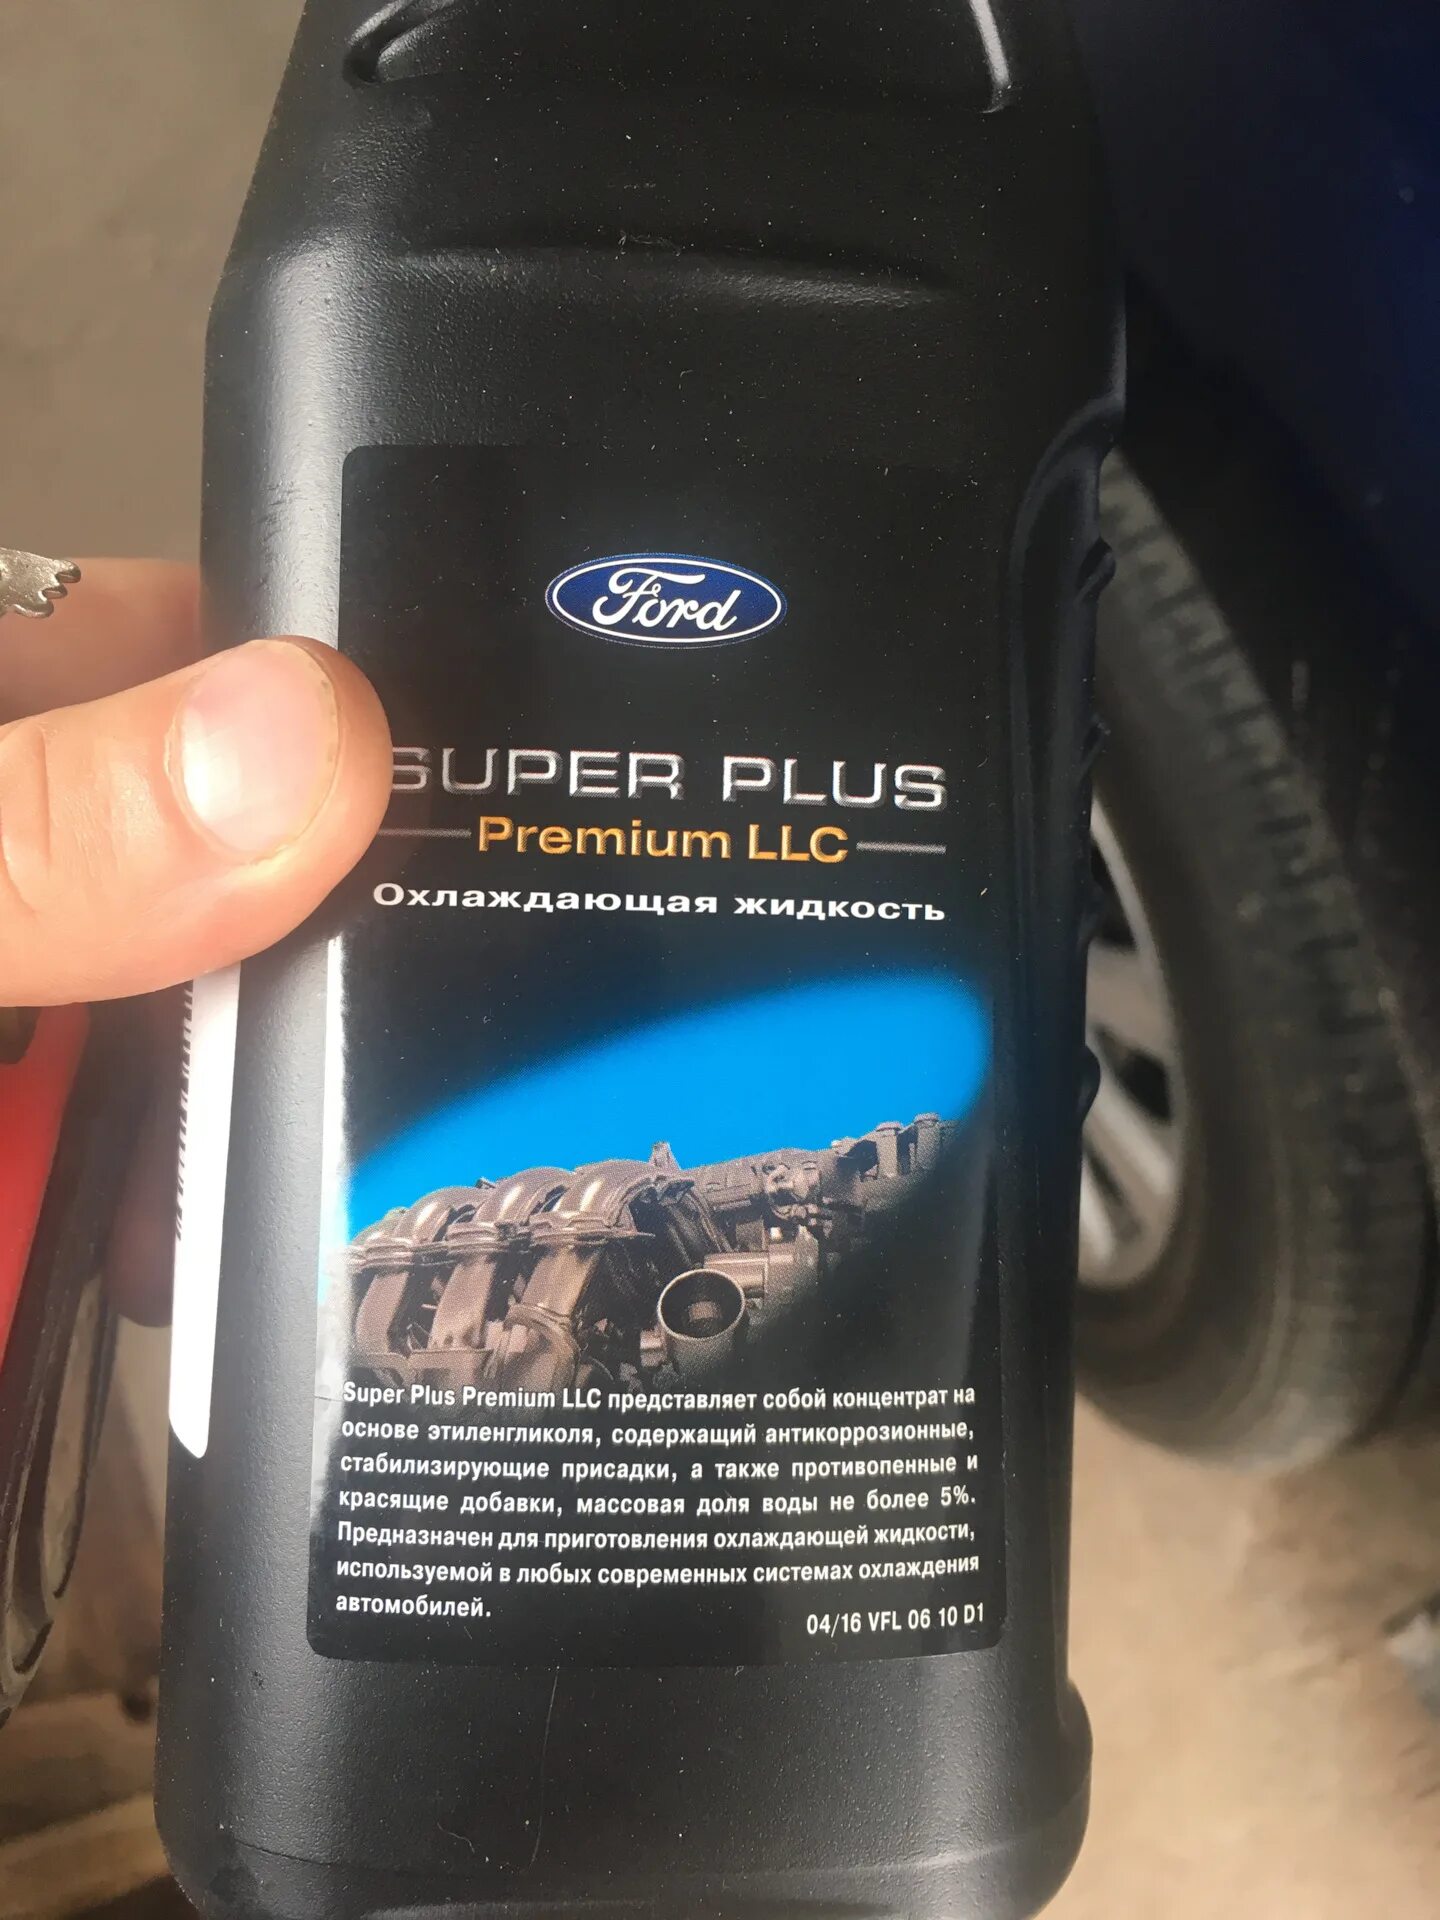 Ford
SUPER PLUS
Premium LLC
Охлаждающая жидкость
Super Plus Premium LLC представляет собой концентрат на
основе этиленгликоля, содержащий антикоррозионные,
стабилизирующие присадки, а также противопенные и
красящие добавки, массовая доля воды не более 5%.
Предназначен для приготовления охлаждающей жидкости,
используемой в любых современных системах охлаждения
автомобилей.
04/16 VFL 06 10 D1